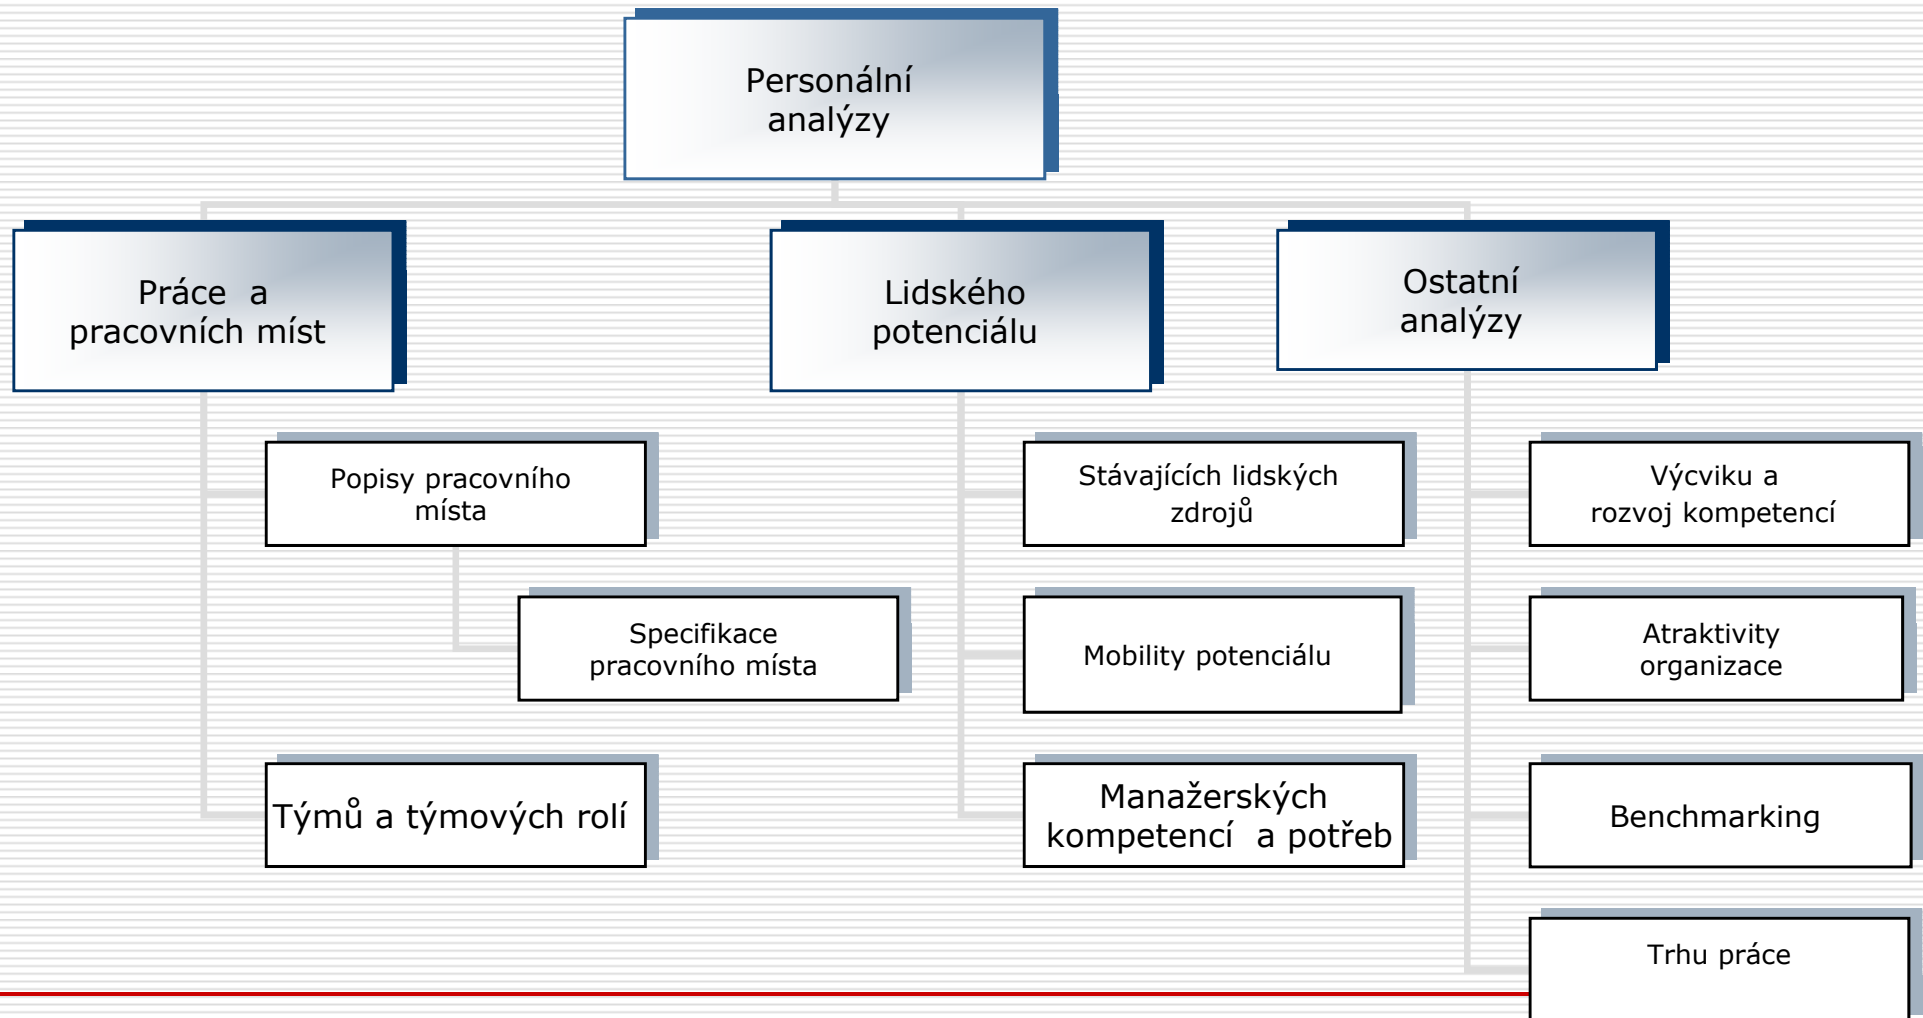 Personální
analýzy
Práce a
pracovních míst
Lidského
potenciálu
Ostatní
analýzy
Popisy pracovního
místa
Stávajících lidských
zdrojů
Výcviku a
rozvoj kompetencí
Specifikace
pracovního místa
Mobility potenciálu
Atraktivity
organizace
Týmů a týmových rolí
Manažerských
kompetencí a potřeb
Benchmarking
Trhu práce